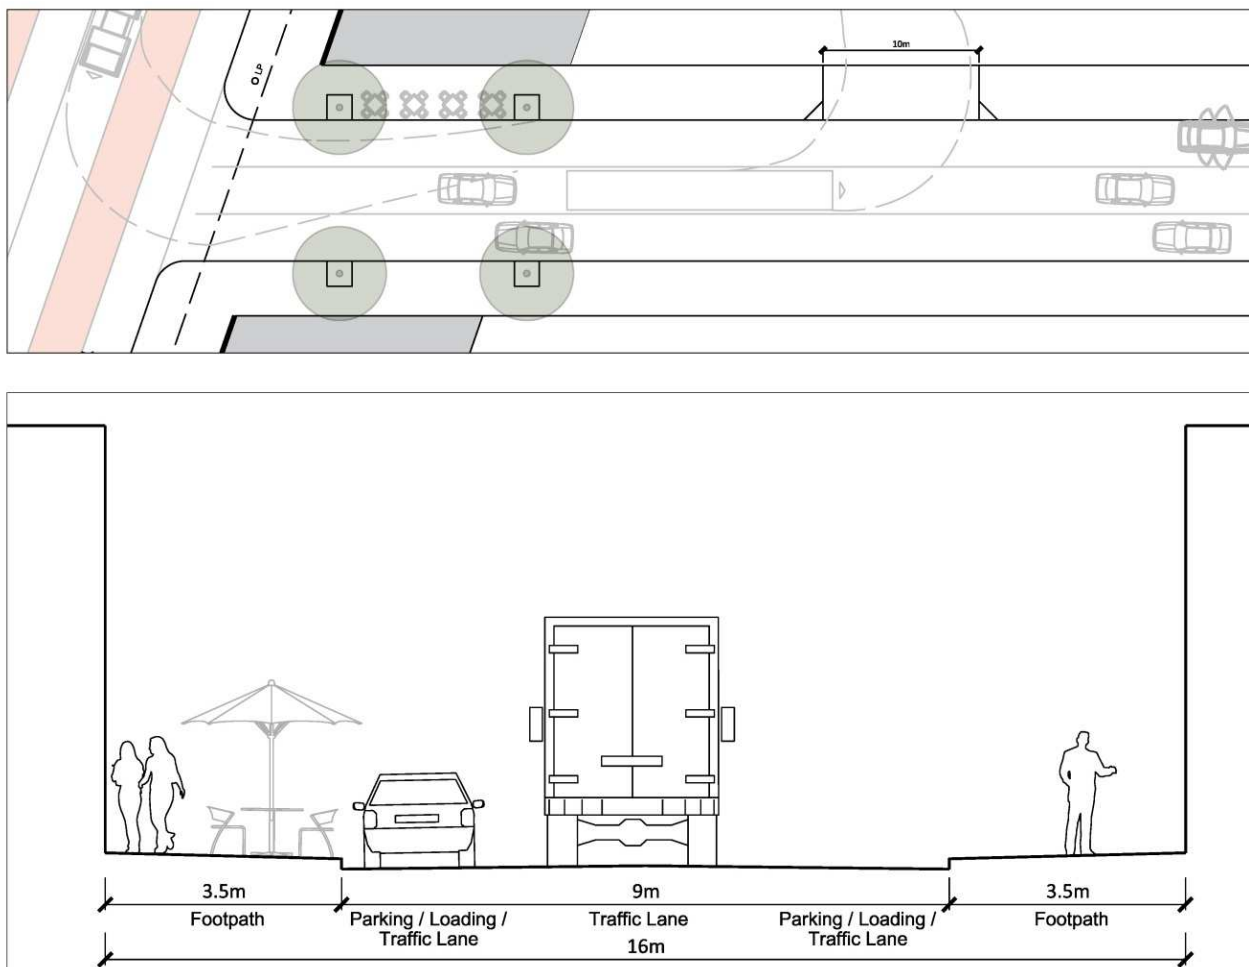 10m
LP
3.5m
9m
3.5m
Footpath
Parking / Loading /
Traffic Lane
Traffic Lane
Parking / Loading /
Traffic Lane
Footpath
16m